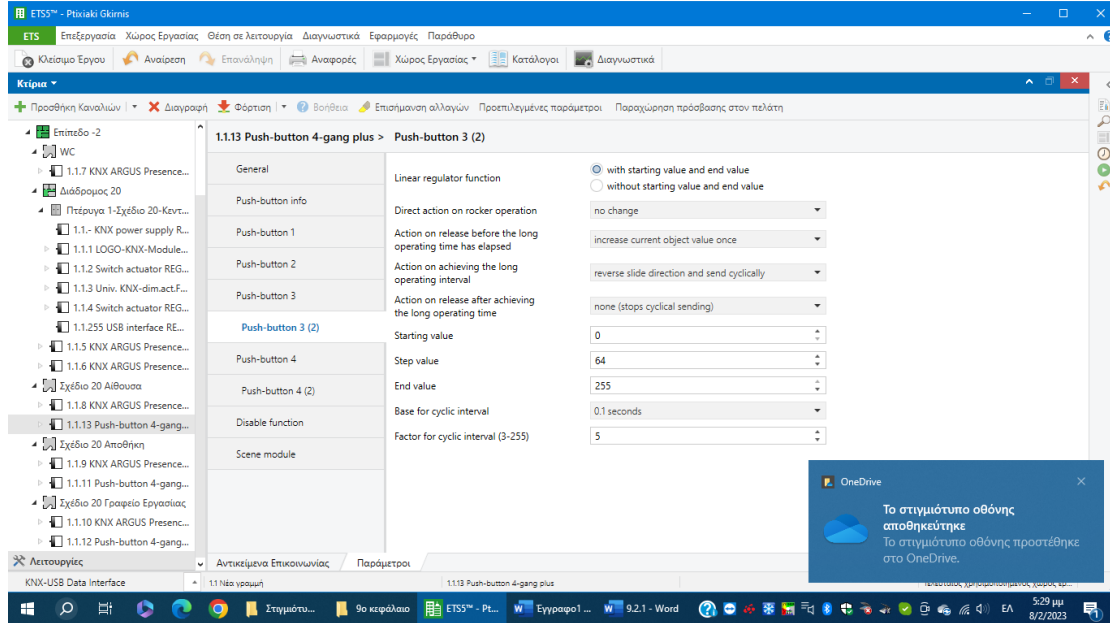 ETS5™ - Ptixiaki Gkirnis
ETS Επεξεργασία Χώρος Εργασίας Θέση σε λειτουργία Διαγνωστικά Εφαρμογές Παράθυρο
Κλείσιμο Έργου Αναίρεση Επανάληψη Αναφορές Χώρος Εργασίας Κατάλογοι Διαγνωστικά
Κτίρια
Προσθήκη Καναλιών Διαγραφή Φόρτιση Βοήθεια Επισήμανση αλλαγών Προεπιλεγμένες παράμετροι Παραχώρηση πρόσβασης στον πελάτη
Επίπεδο -2
WC
1.1.7 KNX ARGUS Presence...
Διάδρομος 20
Πτέρυγα 1-Σχέδιο 20-Κεντ...
1.1.- KNX power supply R...
1.1.1 LOGO-KNX-Module...
1.1.2 Switch actuator REG...
1.1.3 Univ. KNX-dim.act.F...
1.1.4 Switch actuator REG...
1.1.255 USB interface RE...
1.1.5 KNX ARGUS Presence...
1.1.6 KNX ARGUS Presence...
Σχέδιο 20 Αίθουσα
1.1.8 KNX ARGUS Presence...
1.1.13 Push-button 4-gang...
Σχέδιο 20 Αποθήκη
1.1.9 KNX ARGUS Presence...
1.1.11 Push-button 4-gang...
Σχέδιο 20 Γραφείο Εργασίας
1.1.10 KNX ARGUS Presenc...
1.1.12 Push-button 4-gang...
Λειτουργίες
1.1.13 Push-button 4-gang plus > Push-button 3 (2)
General
Push-button info
Push-button 1
Push-button 2
Push-button 3
Push-button 3 (2)
Push-button 4
Push-button 4 (2)
Disable function
Scene module
Linear regulator function with starting value and end value
without starting value and end value
Direct action on rocker operation no change
Action on release before the long
operating time has elapsed increase current object value once
Action on achieving the long
operating interval reverse slide direction and send cyclically
Action on release after achieving
the long operating time none (stops cyclical sending)
Starting value 0
Step value 64
End value 255
Base for cyclic interval 0.1 seconds
Factor for cyclic interval (3-255) 5
OneDrive
Το στιγμιότυπο οθόνης
αποθηκεύτηκε
Το στιγμιότυπο οθόνης προστέθηκε
στο OneDrive.
Αντικείμενα Επικοινωνίας Παράμετροι
KNX-USB Data Interface 1.1 Νέα γραμμή 1.1.13 Push-button 4-gang plus
Στιγμιότυ... 9ο κεφάλαιο ETS5™ - Pt... Έγγραφο1 ... 9.2.1 - Word ΕΛ 5:29 μμ
8/2/2023